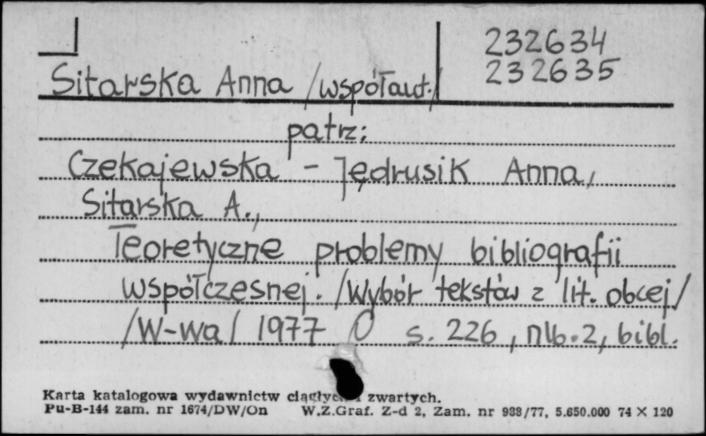 232634
Sitarska Anna /współaut./ 232635
patrz:
Czekajewska - Jędrusik Anna,
Sitarska A.,
Teoretyczne problemy bibliografii
współczesnej. /Wybór tekstów z lit. obcej/
/W-wa/ 1977 s. 226, nlb. 2, bibl.
Karta katalogowa wydawnictw ciągłych i zwartych.
Pu-B-144 zam. nr 1674/DW/On W.Z.Graf. Z-d 2, Zam. nr 938/77, 5.650.000 74 × 120